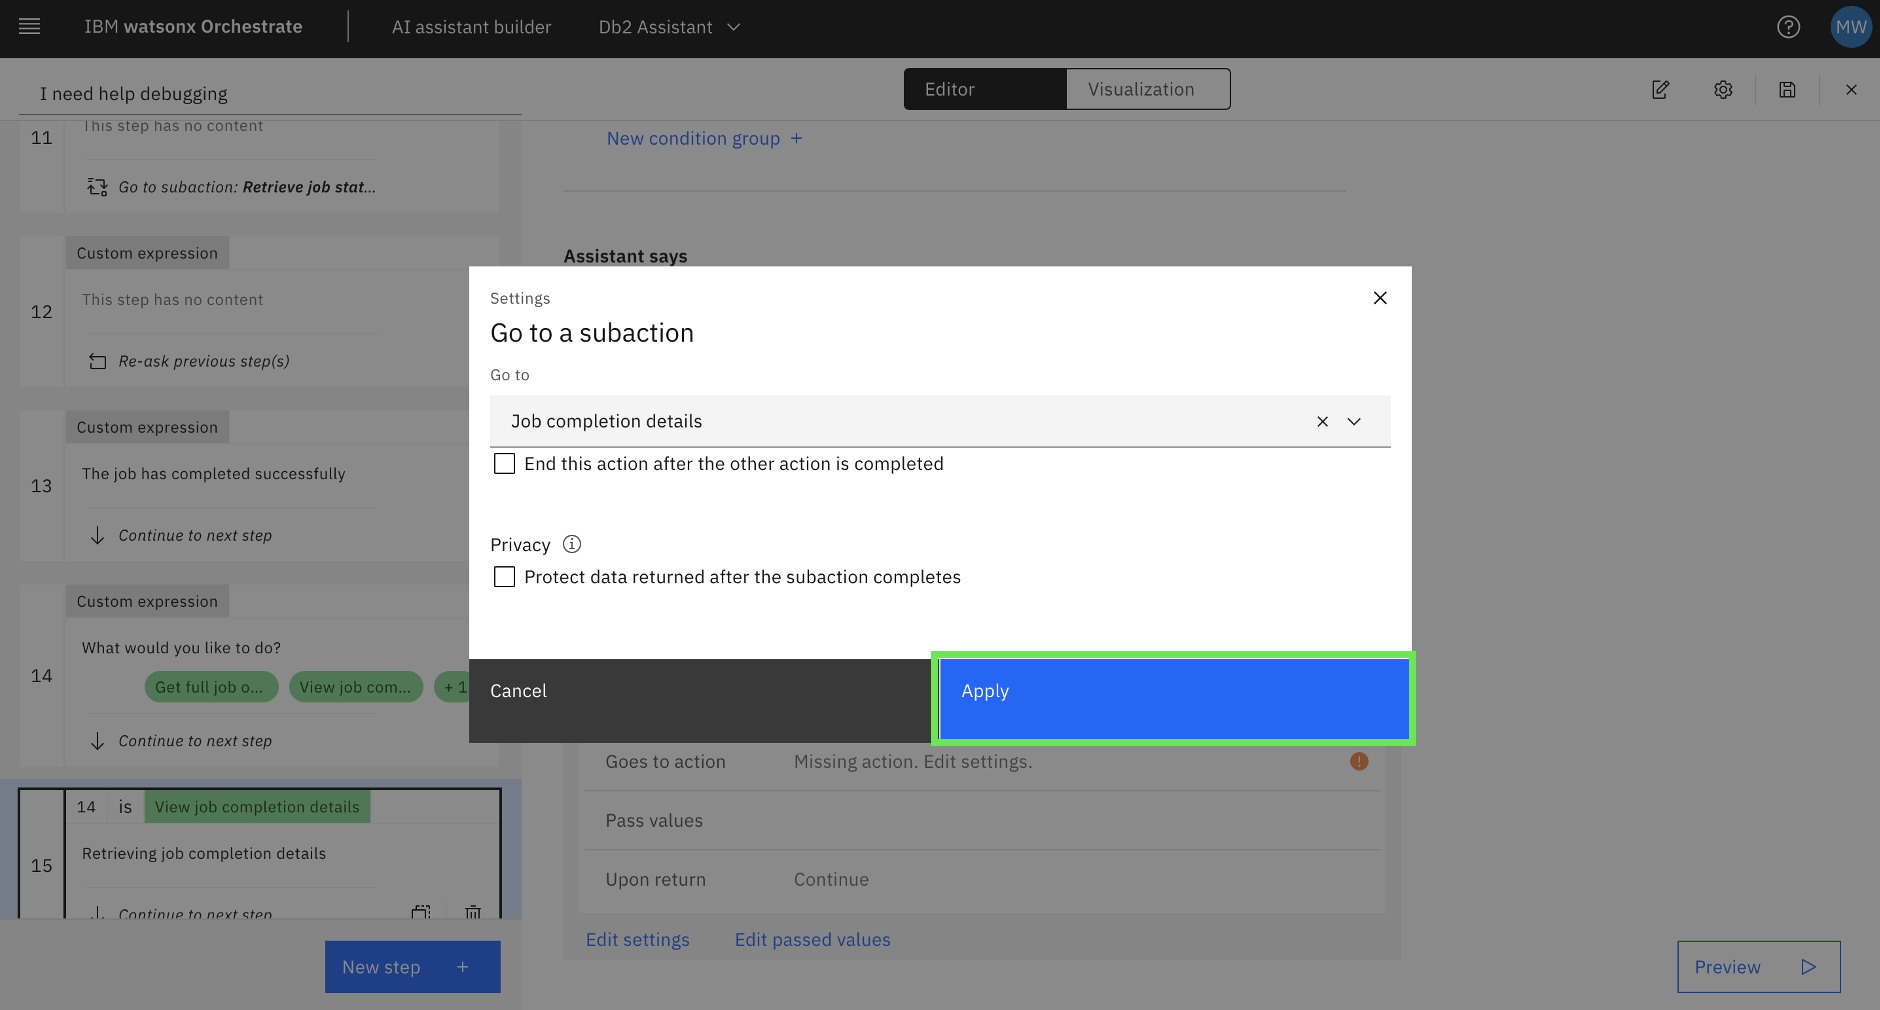 IBM watsonx Orchestrate
AI assistant builder
Db2 Assistant
MW
I need help debugging
Editor
Visualization
11
This step has no content
Go to subaction: Retrieve job stat...
New condition group +
Custom expression
12
This step has no content
Re-ask previous step(s)
Custom expression
13
The job has completed successfully
Continue to next step
Custom expression
14
What would you like to do?
Get full job o...
View job com...
+ 1
Continue to next step
14 is View job completion details
15
Retrieving job completion details
Continue to next step
New step +
Assistant says
Settings
Go to a subaction
Go to
Job completion details
End this action after the other action is completed
Privacy
Protect data returned after the subaction completes
Cancel
Apply
Goes to action
Missing action. Edit settings.
Pass values
Upon return
Continue
Edit settings
Edit passed values
Preview